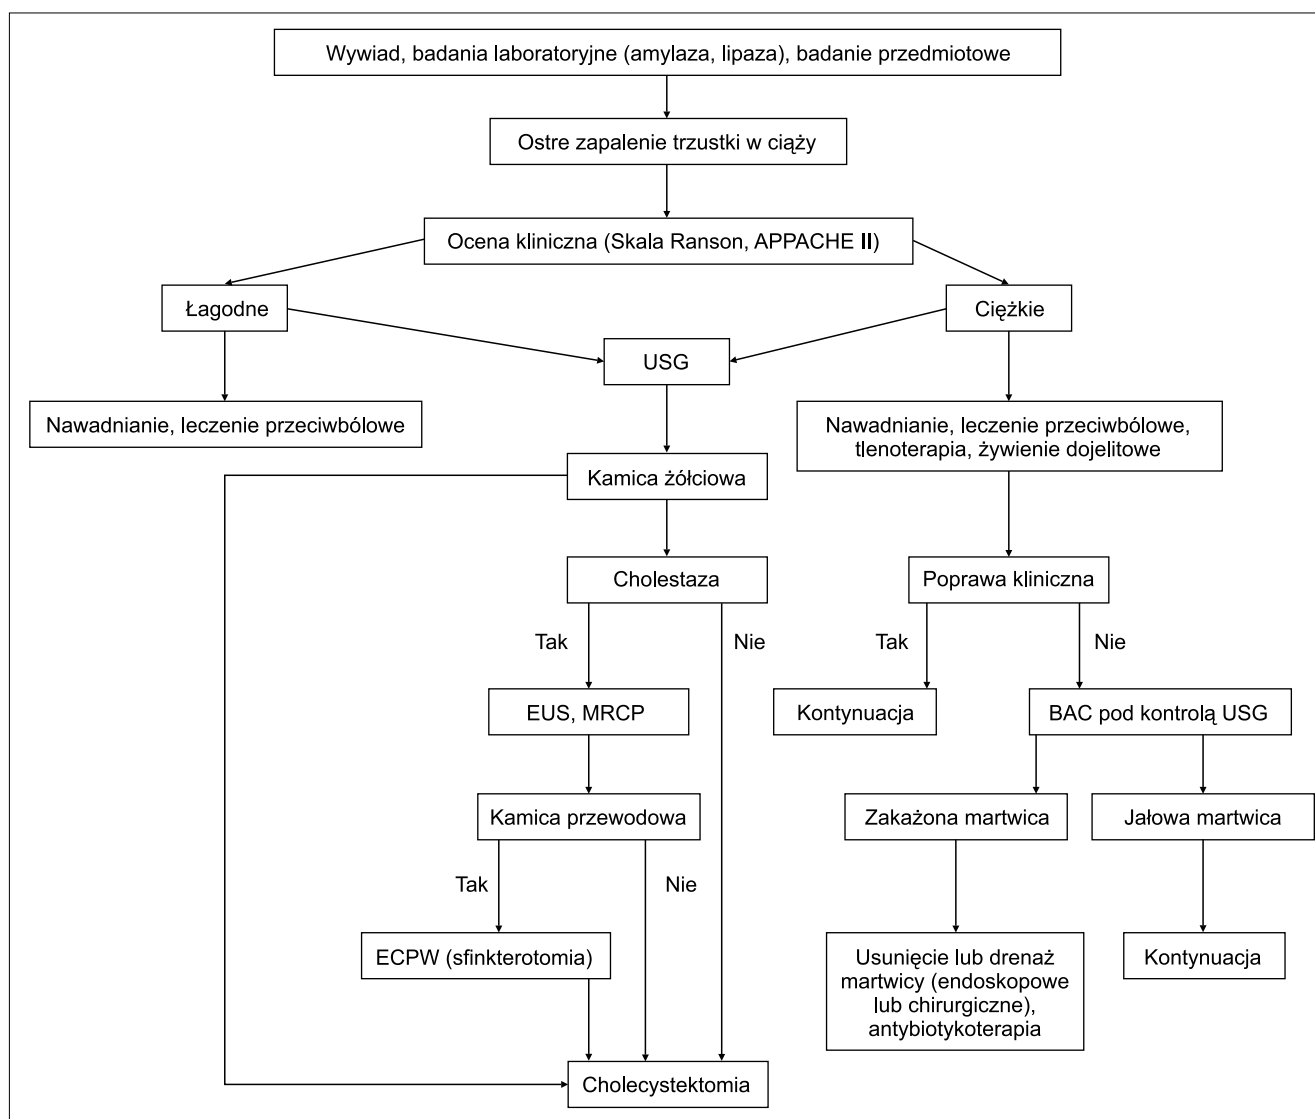 Wywiad, badania laboratoryjne (amylaza, lipaza), badanie przedmiotowe
Ostre zapalenie trzustki w ciąży
Ocena kliniczna (Skala Ranson, APPACHE II)
Łagodne
Ciężkie
USG
Nawadnianie, leczenie przeciwbólowe
Nawadnianie, leczenie przeciwbólowe,
tlenoterapia, żywienie dojelitowe
Kamica żółciowa
Cholestaza
Poprawa kliniczna
Tak
Nie
Tak
Nie
EUS, MRCP
Kontynuacja
BAC pod kontrolą USG
Kamica przewodowa
Zakażona martwica
Jałowa martwica
Tak
Nie
ECPW (sfinkterotomia)
Usunięcie lub drenaż
martwicy (endoskopowe
lub chirurgiczne),
antybiotykoterapia
Kontynuacja
Cholecystektomia